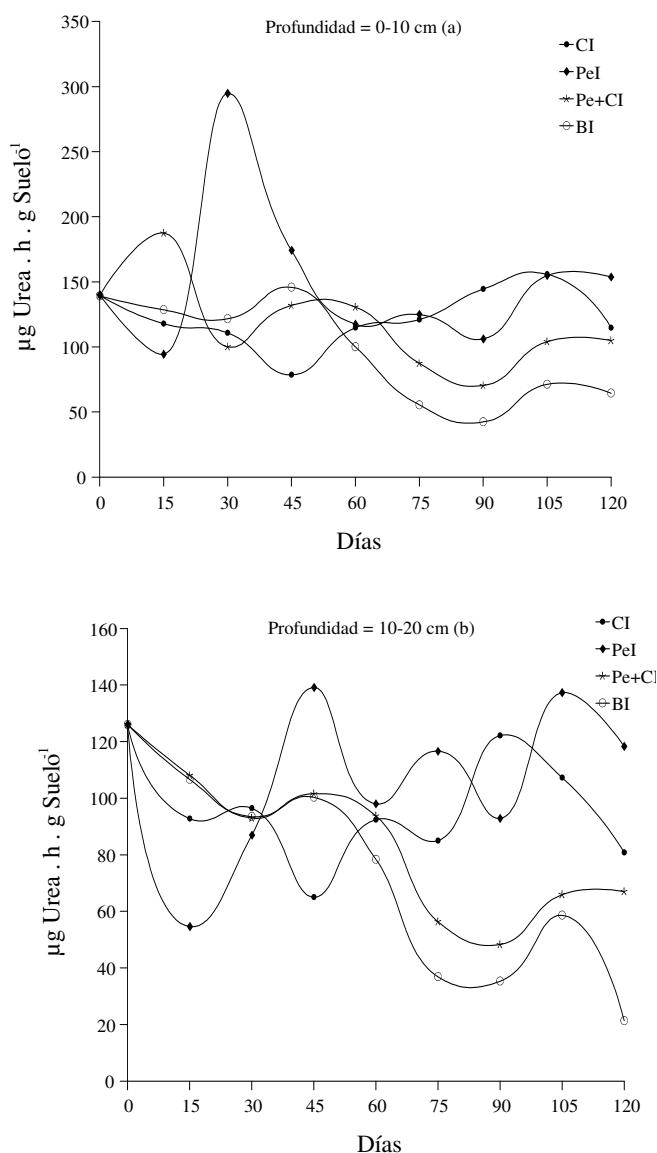 Profundidad = 0-10 cm (a)
CI
PeI
Pe+CI
BI
350
300
250
200
150
100
50
0
µg Urea . h . g Suelo-1
0 15 30 45 60 75 90 105 120
Días
Profundidad = 10-20 cm (b)
CI
PeI
Pe+CI
BI
160
140
120
100
80
60
40
20
0
µg Urea . h . g Suelo-1
0 15 30 45 60 75 90 105 120
Días